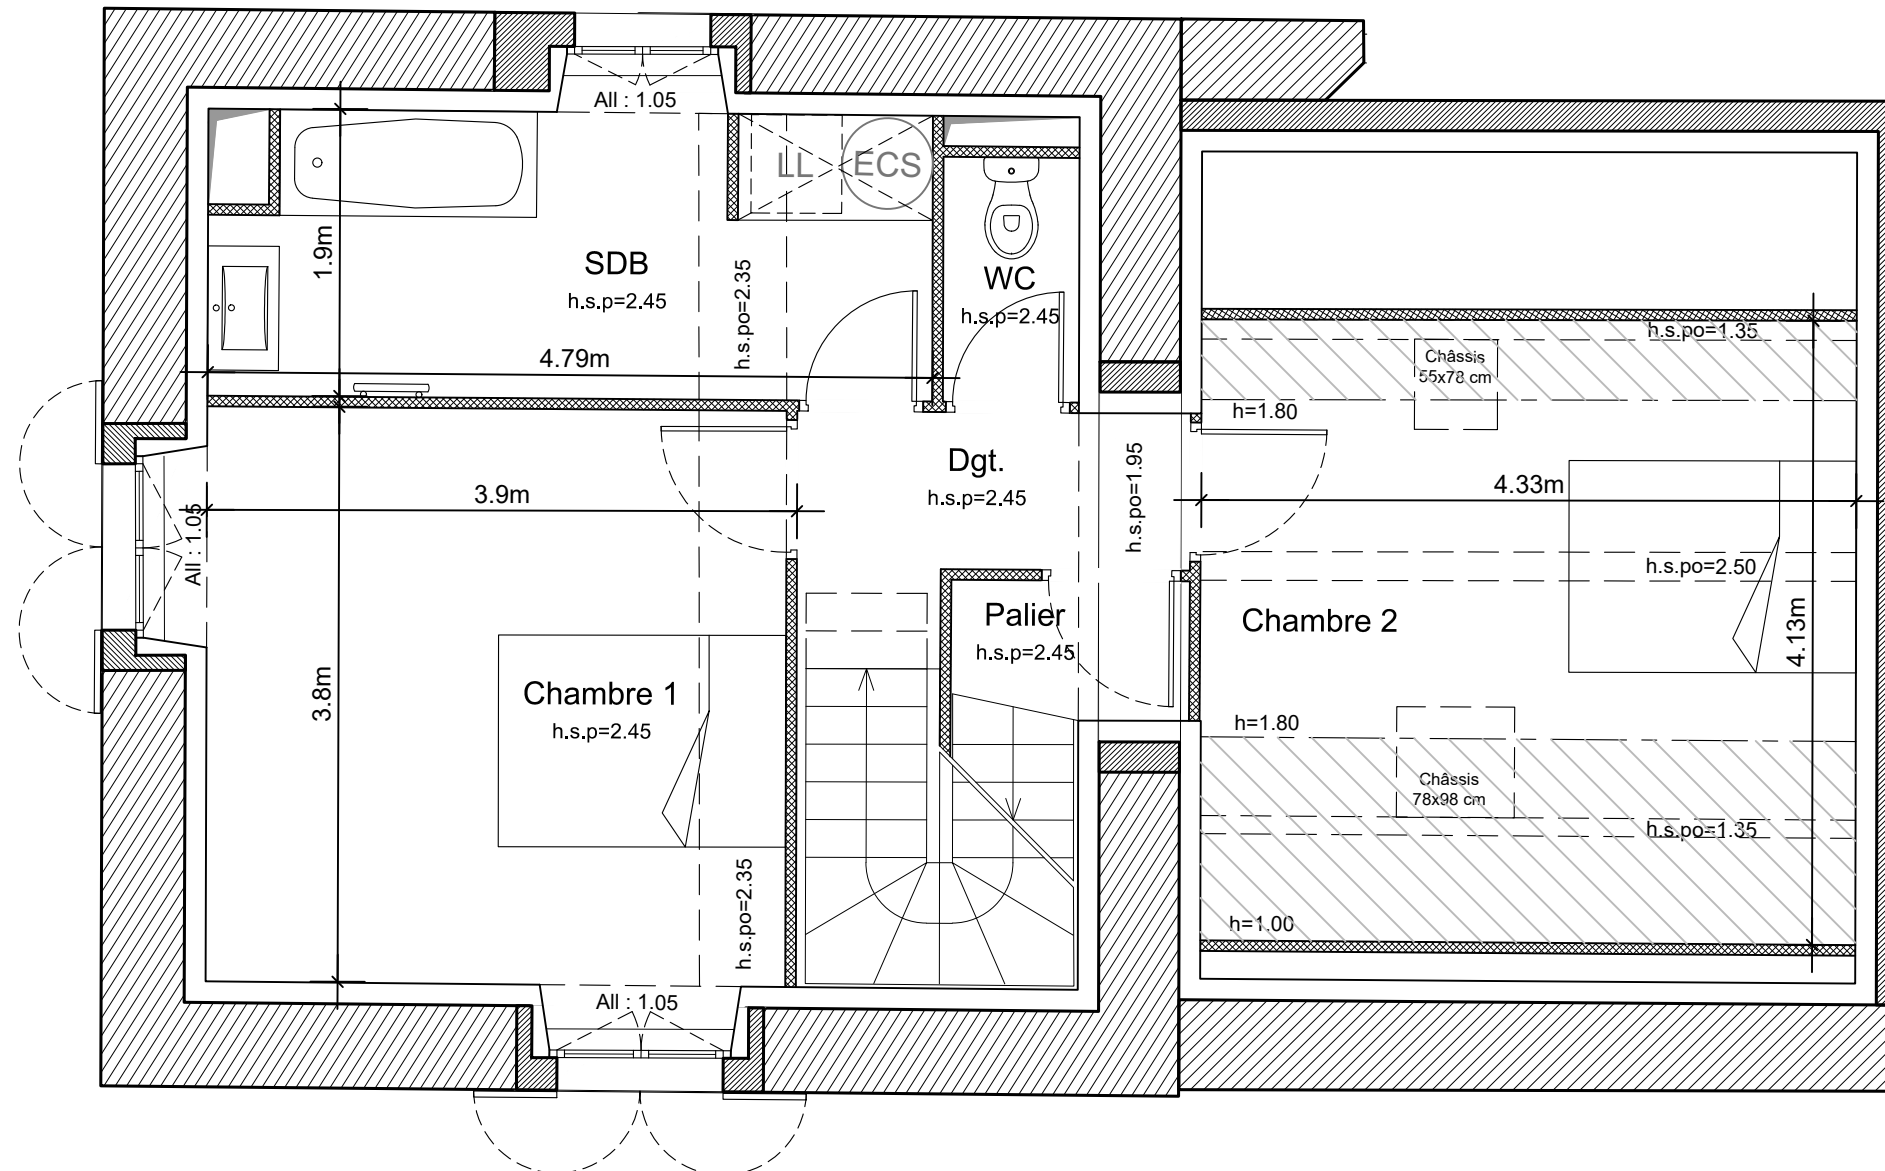 All : 1.05
LL
ECS
1.9m
SDB
h.s.p=2.45
h.s.po=2.35
WC
h.s.p=2.45
h.s.po=1.35
Châssis
55x78 cm
4.79m
h=1.80
3.9m
Dgt.
h.s.p=2.45
h.s.po=1.95
4.33m
All : 1.05
h.s.po=2.50
Palier
h.s.p=2.45
Chambre 2
4.13m
3.8m
Chambre 1
h.s.p=2.45
h=1.80
Châssis
78x98 cm
h.s.po=1.35
h.s.po=2.35
h=1.00
All : 1.05